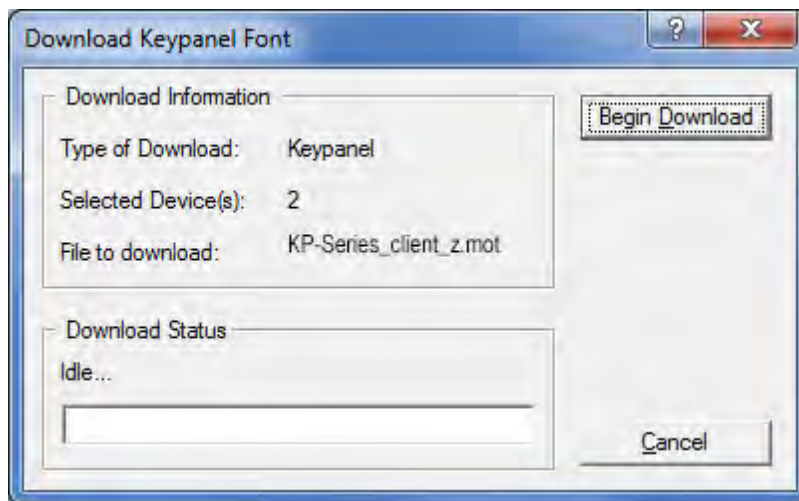 Download Keypanel Font
?
X
Download Information
Type of Download: Keypanel
Selected Device(s): 2
File to download: KP-Series_client_z.mot
Begin Download
Download Status
Idle...
Cancel